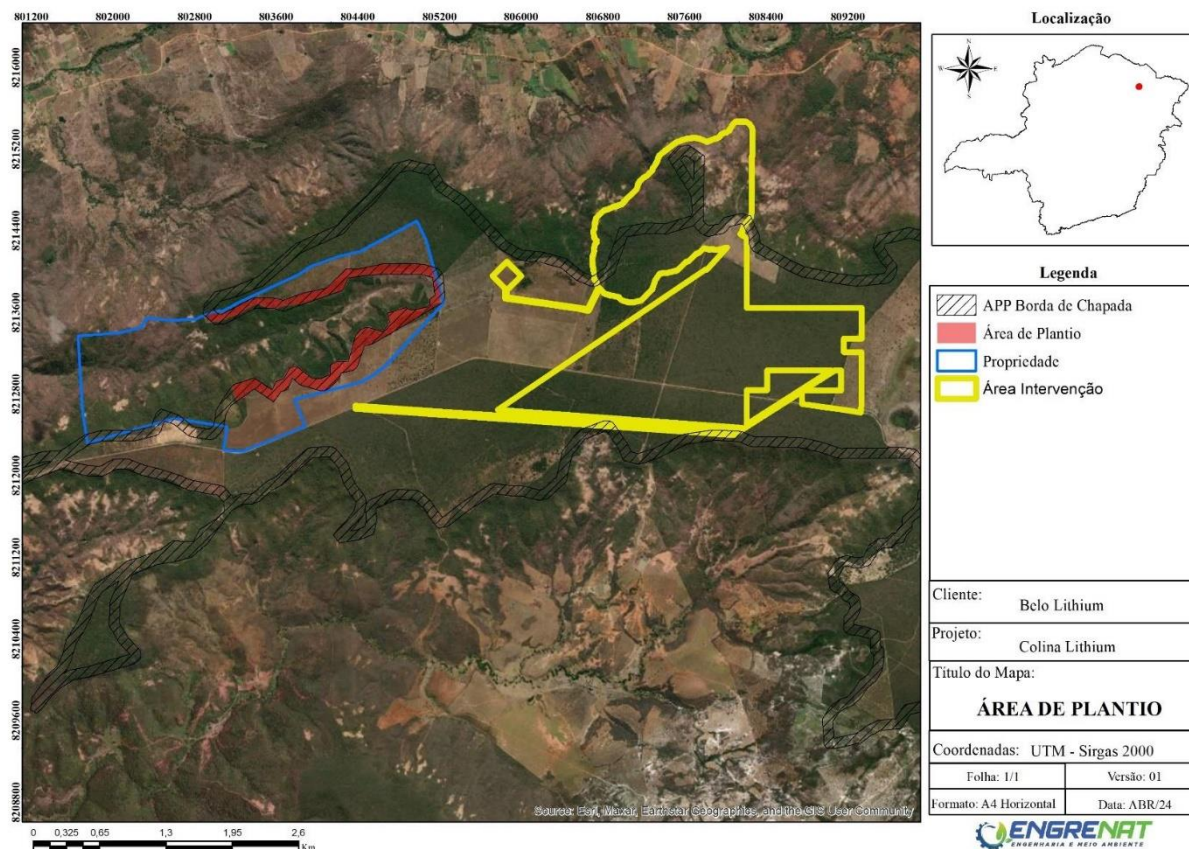 801200 802000 802800 803600 804400 805200 806000 806800 807600 808400 809200
8216000
8215200
8214400
8213600
8212800
8212000
8211200
8210400
8209600
8208800
Source: Esri, Maxar, Earthstar Geographics, and the GIS User Community
0 0,325 0,65 1,3 1,95 2,6
Km
Localização
N
W E
S
Legenda
APP Borda de Chapada
Área de Plantio
Propriedade
Área Intervenção
Cliente:
Belo Lithium
Projeto:
Colina Lithium
Titulo do Mapa:
ÁREA DE PLANTIO
Coordenadas: UTM - Sirgas 2000
Folha: 1/1 Versão: 01
Formato: A4 Horizontal Data: ABR/24
ENGRENAT
ENGENHARIA E MEIO AMBIENTE